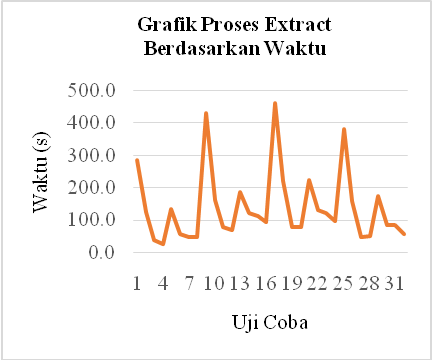 Grafik Proses Extract
Berdasarkan Waktu
500.0
400.0
300.0
200.0
100.0
0.0
Waktu (s)
1 4 7 10 13 16 19 22 25 28 31
Uji Coba